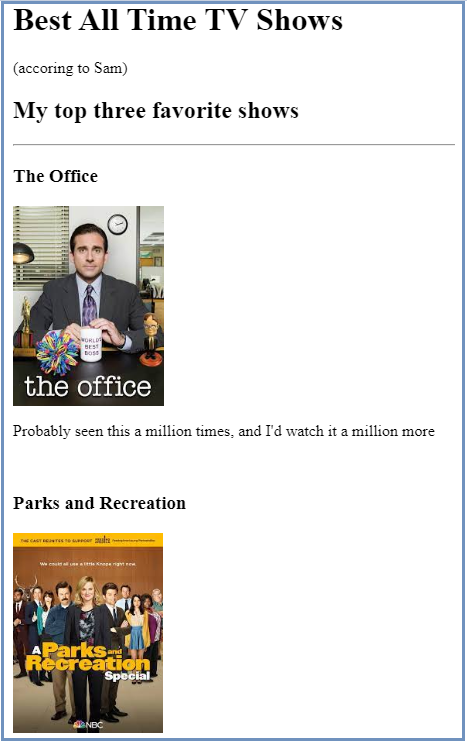 Best All Time TV Shows
(accoring to Sam)
My top three favorite shows
The Office
WORLD'S
BEST
BOSS
the office
Probably seen this a million times, and I'd watch it a million more
Parks and Recreation
THE CAST REUNITES TO SUPPORT
We could all use a little Knope right now.
A Parks and
Recreation
Special
NBC